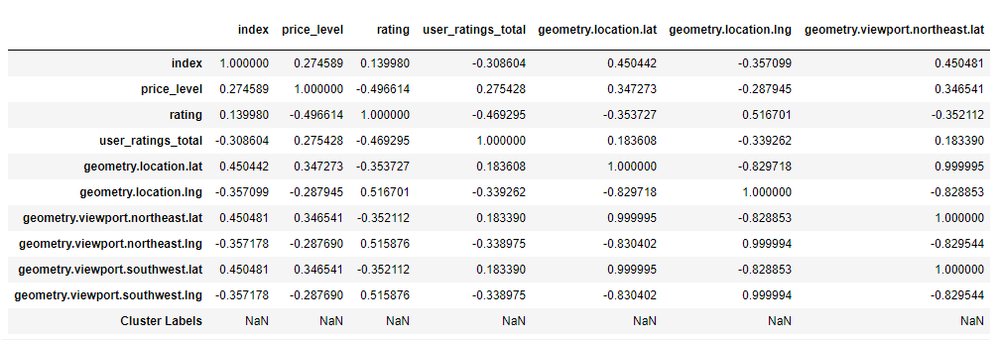 index price_level rating user_ratings_total geometry.location.lat geometry.location.lng geometry.viewport.northeast.lat
index 1.000000 0.274589 0.139980 -0.308604 0.450442 -0.357099 0.450481
price_level 0.274589 1.000000 -0.496614 0.275428 0.347273 -0.287945 0.346541
rating 0.139980 -0.496614 1.000000 -0.469295 -0.353727 0.516701 -0.352112
user_ratings_total -0.308604 0.275428 -0.469295 1.000000 0.183608 -0.339262 0.183390
geometry.location.lat 0.450442 0.347273 -0.353727 0.183608 1.000000 -0.829718 0.999995
geometry.location.lng -0.357099 -0.287945 0.516701 -0.339262 -0.829718 1.000000 -0.828853
geometry.viewport.northeast.lat 0.450481 0.346541 -0.352112 0.183390 0.999995 -0.828853 1.000000
geometry.viewport.northeast.lng -0.357178 -0.287690 0.515876 -0.338975 -0.830402 0.999994 -0.829544
geometry.viewport.southwest.lat 0.450481 0.346541 -0.352112 0.183390 0.999995 -0.828853 1.000000
geometry.viewport.southwest.lng -0.357178 -0.287690 0.515876 -0.338975 -0.830402 0.999994 -0.829544
Cluster Labels NaN NaN NaN NaN NaN NaN NaN